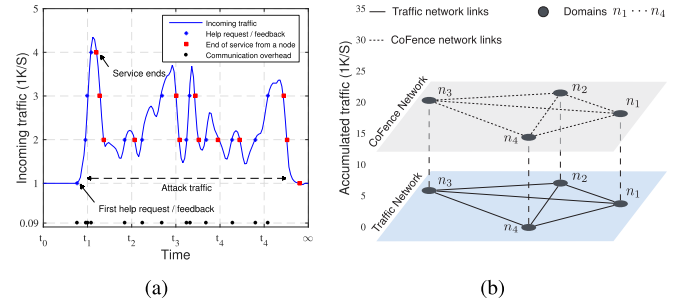 Incoming traffic
Help request / feedback
End of service from a node
Communication overhead
Service ends
Attack traffic
First help request / feedback
Incoming traffic (1K/S)
5
4
3
2
1
0.09
t0 t1 t2 t3 t4 t4 ∞
Time
(a)
Traffic network links
Domains n1 ·· n4
CoFence network links
Accumulated traffic (1K/S)
35
30
25
20
15
10
5
0
CoFence Network
n3
n2
n1
n4
Traffic Network
n3
n2
n1
n4
(b)